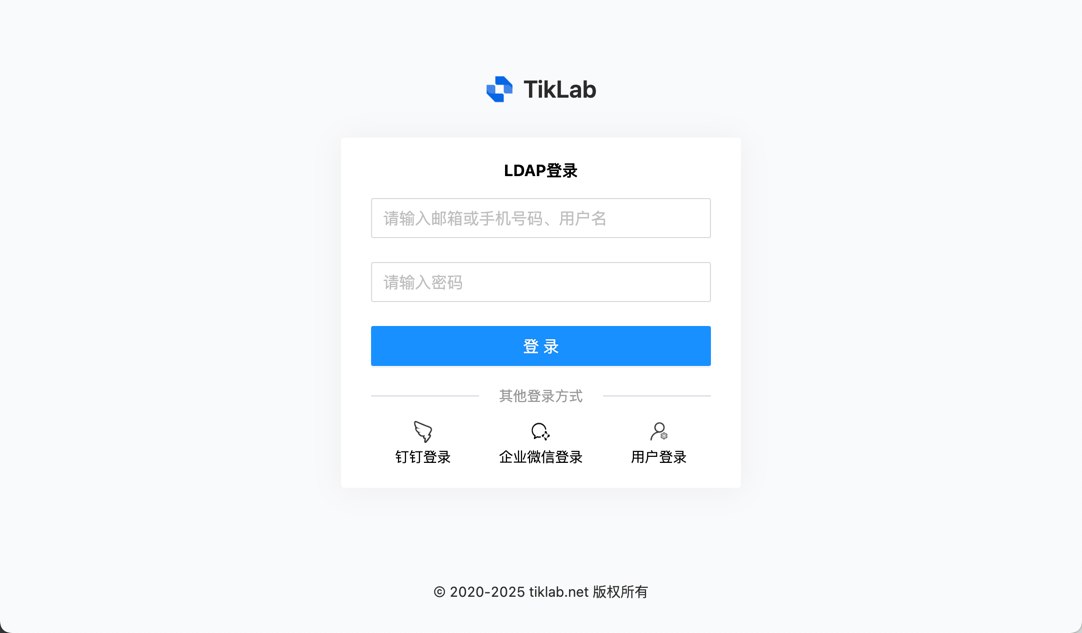 TikLab
LDAP登录
请输入邮箱或手机号码、用户名
请输入密码
登 录
其他登录方式
钉钉登录 企业微信登录 用户登录
© 2020-2025 tiklab.net 版权所有